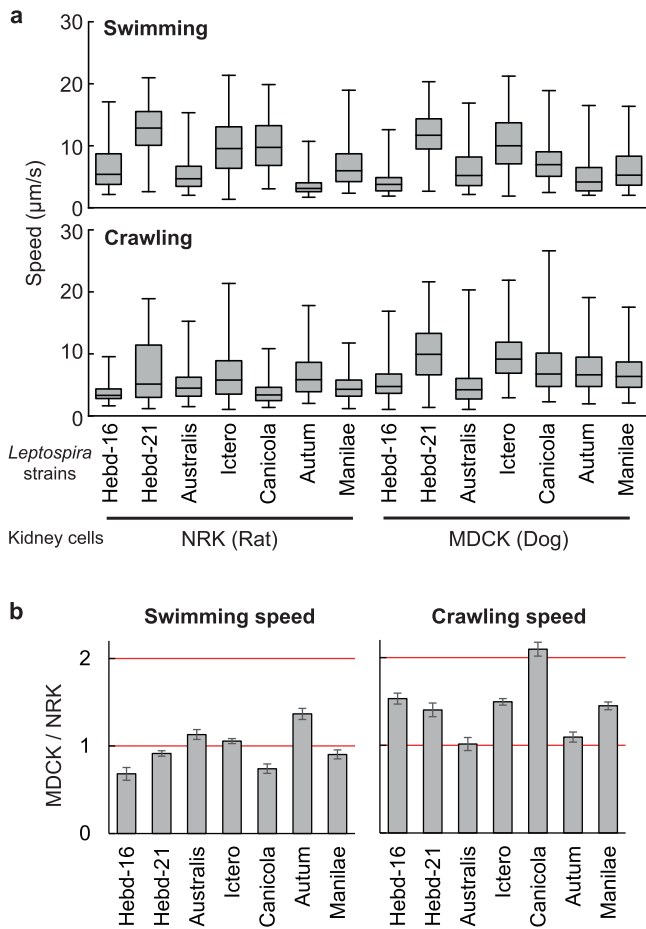 a
Swimming
30
20
10
0
Speed (µm/s)
Crawling
30
20
10
0
Leptospira
strains
Hebd-16
Hebd-21
Australis
Ictero
Canicola
Autum
Manilae
Hebd-16
Hebd-21
Australis
Ictero
Canicola
Autum
Manilae
Kidney cells
NRK (Rat)
MDCK (Dog)
b
Swimming speed
Crawling speed
MDCK / NRK
2
1
0
Hebd-16
Hebd-21
Australis
Ictero
Canicola
Autum
Manilae
Hebd-16
Hebd-21
Australis
Ictero
Canicola
Autum
Manilae